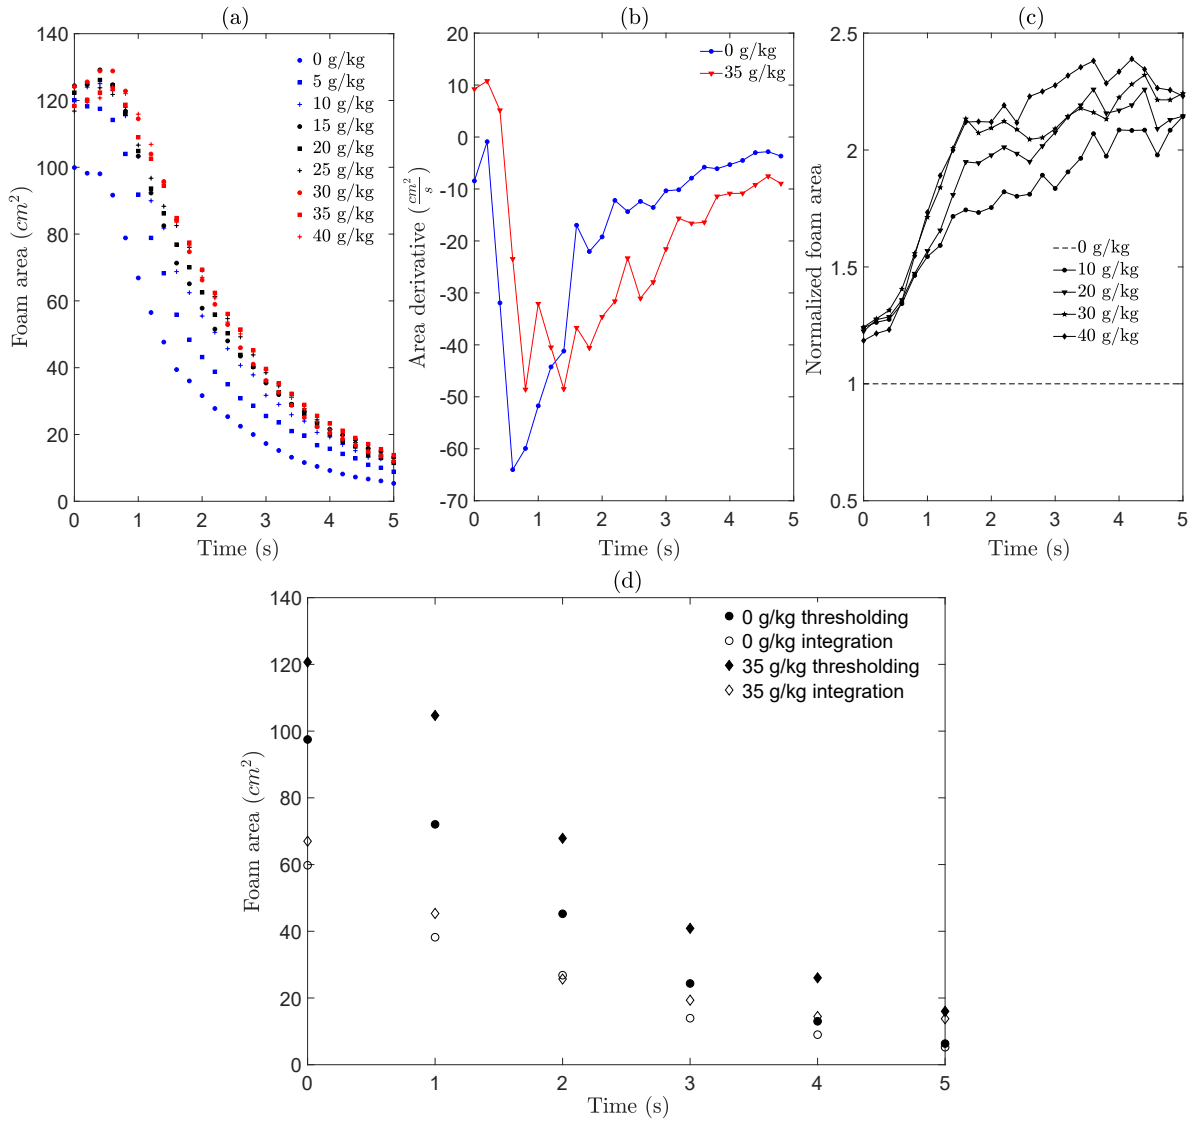 (a)
Foam area (cm²)
140
120
100
80
60
40
20
0
0 g/kg
5 g/kg
10 g/kg
15 g/kg
20 g/kg
25 g/kg
30 g/kg
35 g/kg
40 g/kg
0 1 2 3 4 5
Time (s)
(b)
Area derivative (cm²/s)
20
10
0
-10
-20
-30
-40
-50
-60
-70
0 g/kg
35 g/kg
0 1 2 3 4 5
Time (s)
(c)
Normalized foam area
2.5
2
1.5
1
0.5
0 g/kg
10 g/kg
20 g/kg
30 g/kg
40 g/kg
0 1 2 3 4 5
Time (s)
(d)
Foam area (cm²)
140
120
100
80
60
40
20
0
0 g/kg thresholding
0 g/kg integration
35 g/kg thresholding
35 g/kg integration
0 1 2 3 4 5
Time (s)